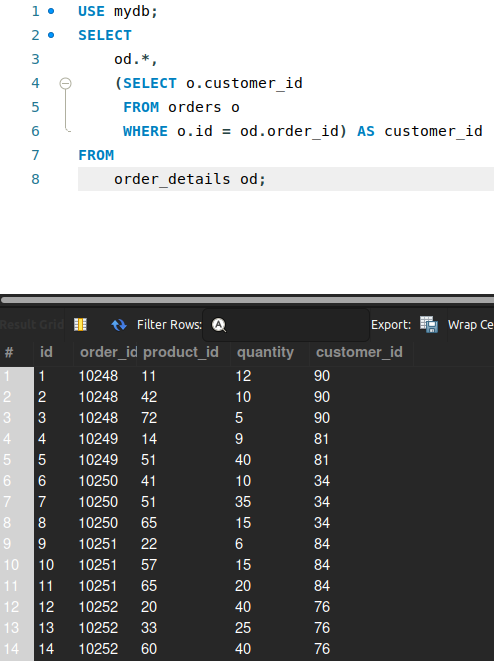 1 USE mydb;
2 SELECT
3 od.*,
4 (SELECT o.customer_id
5 FROM orders o
6 WHERE o.id = od.order_id) AS customer_id
7 FROM
8 order_details od;
Result Grid Filter Rows: Export: Wrap Ce
# id order_id product_id quantity customer_id
1 1 10248 11 12 90
2 2 10248 42 10 90
3 3 10248 72 5 90
4 4 10249 14 9 81
5 5 10249 51 40 81
6 6 10250 41 10 34
7 7 10250 51 35 34
8 8 10250 65 15 34
9 9 10251 22 6 84
10 10 10251 57 15 84
11 11 10251 65 20 84
12 12 10252 20 40 76
13 13 10252 33 25 76
14 14 10252 60 40 76